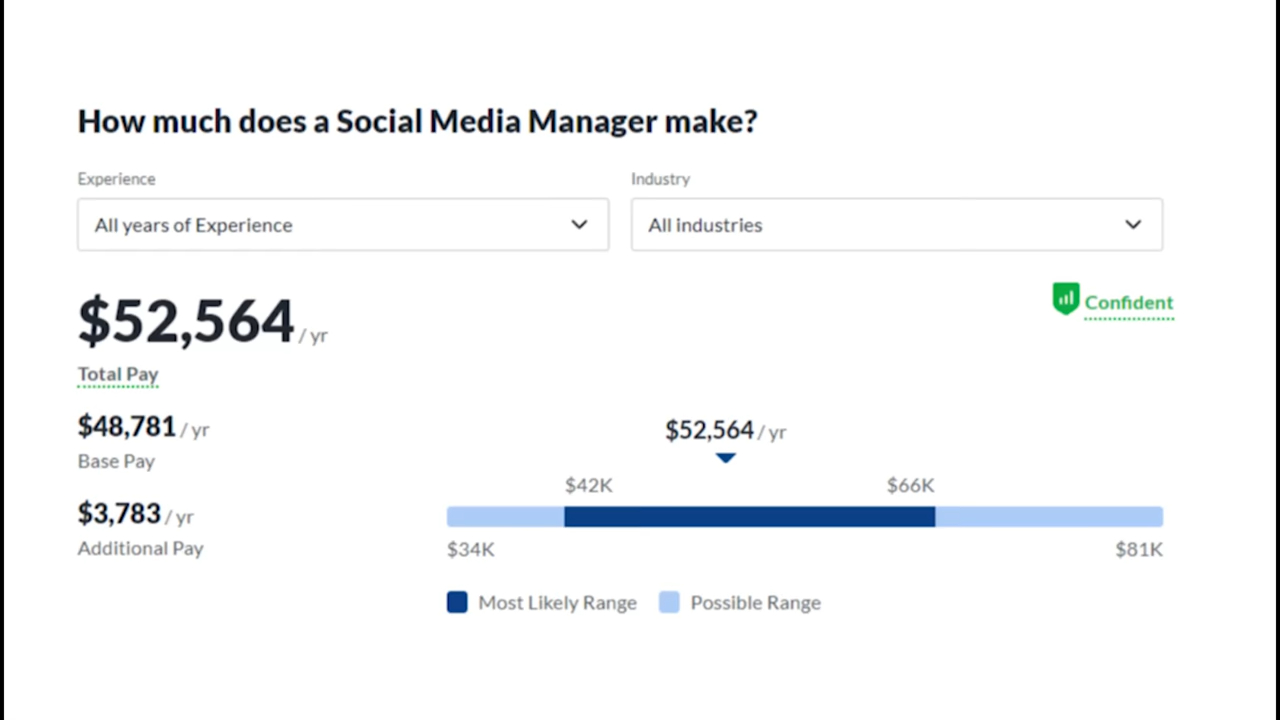 How much does a Social Media Manager make?
Experience
Industry
All years of Experience
All industries
$52,564 / yr
Confident
Total Pay
$48,781 / yr
Base Pay
$3,783 / yr
Additional Pay
$52,564 / yr
$42K
$66K
$34K
$81K
Most Likely Range
Possible Range